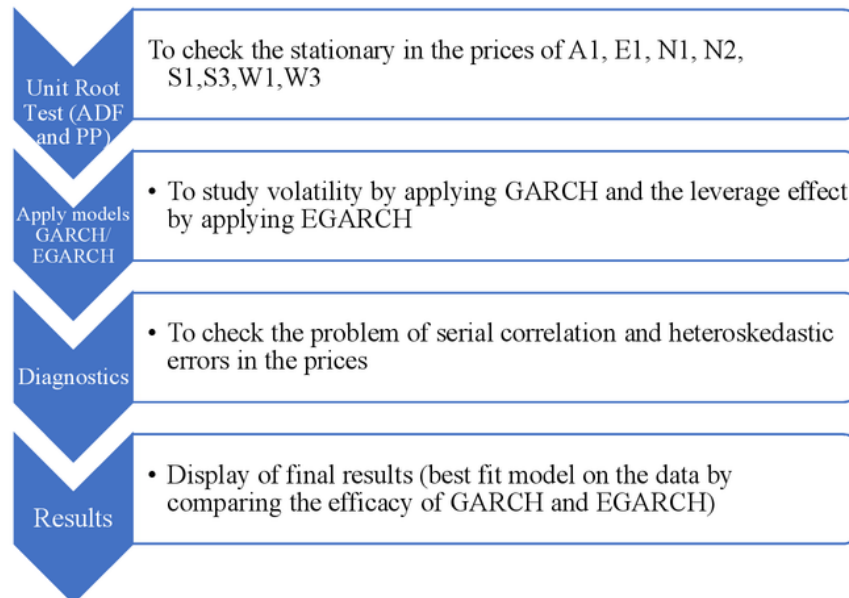 Unit Root
Test (ADF
and PP)
To check the stationary in the prices of A1, E1, N1, N2,
S1,S3,W1,W3
Apply models
GARCH/
EGARCH
• To study volatility by applying GARCH and the leverage effect
by applying EGARCH
Diagnostics
• To check the problem of serial correlation and heteroskedastic
errors in the prices
Results
• Display of final results (best fit model on the data by
comparing the efficacy of GARCH and EGARCH)